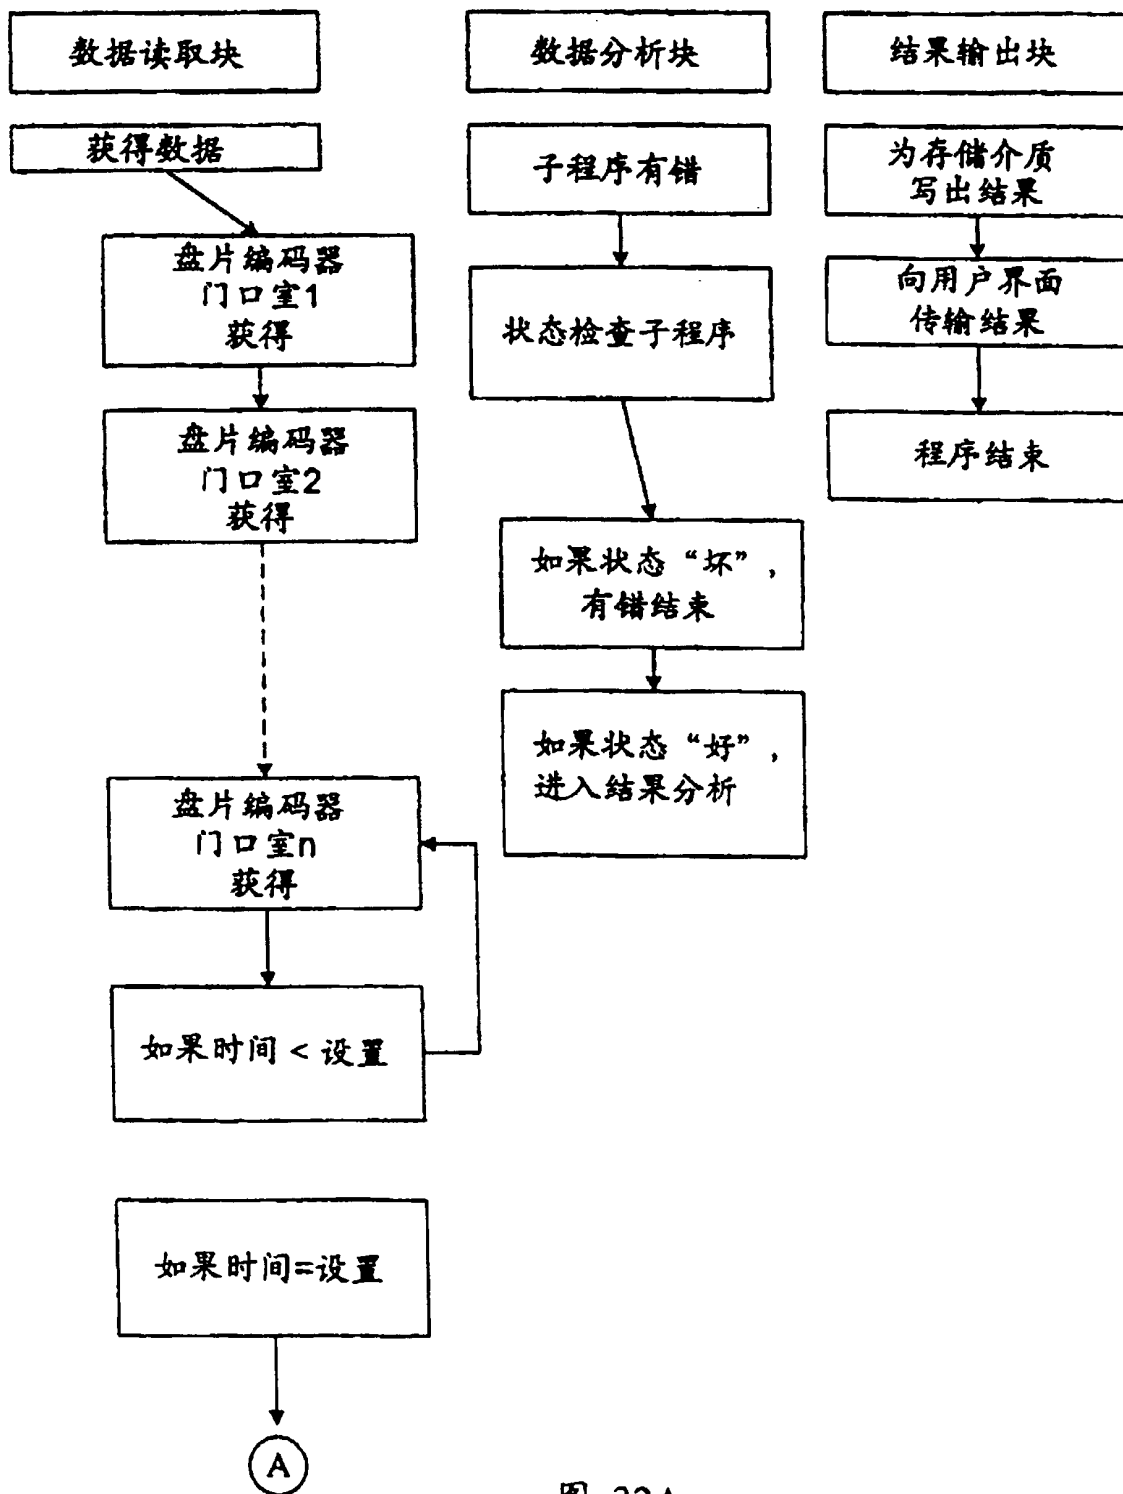 数据读取块
获得数据
盘片编码器
门口室1
获得
盘片编码器
门口室2
获得
盘片编码器
门口室n
获得
如果时间 < 设置
如果时间=设置
A
数据分析块
子程序有错
状态检查子程序
如果状态“坏”,
有错结束
如果状态“好”,
进入结果分析
结果输出块
为存储介质
写出结果
向用户界面
传输结果
程序结束